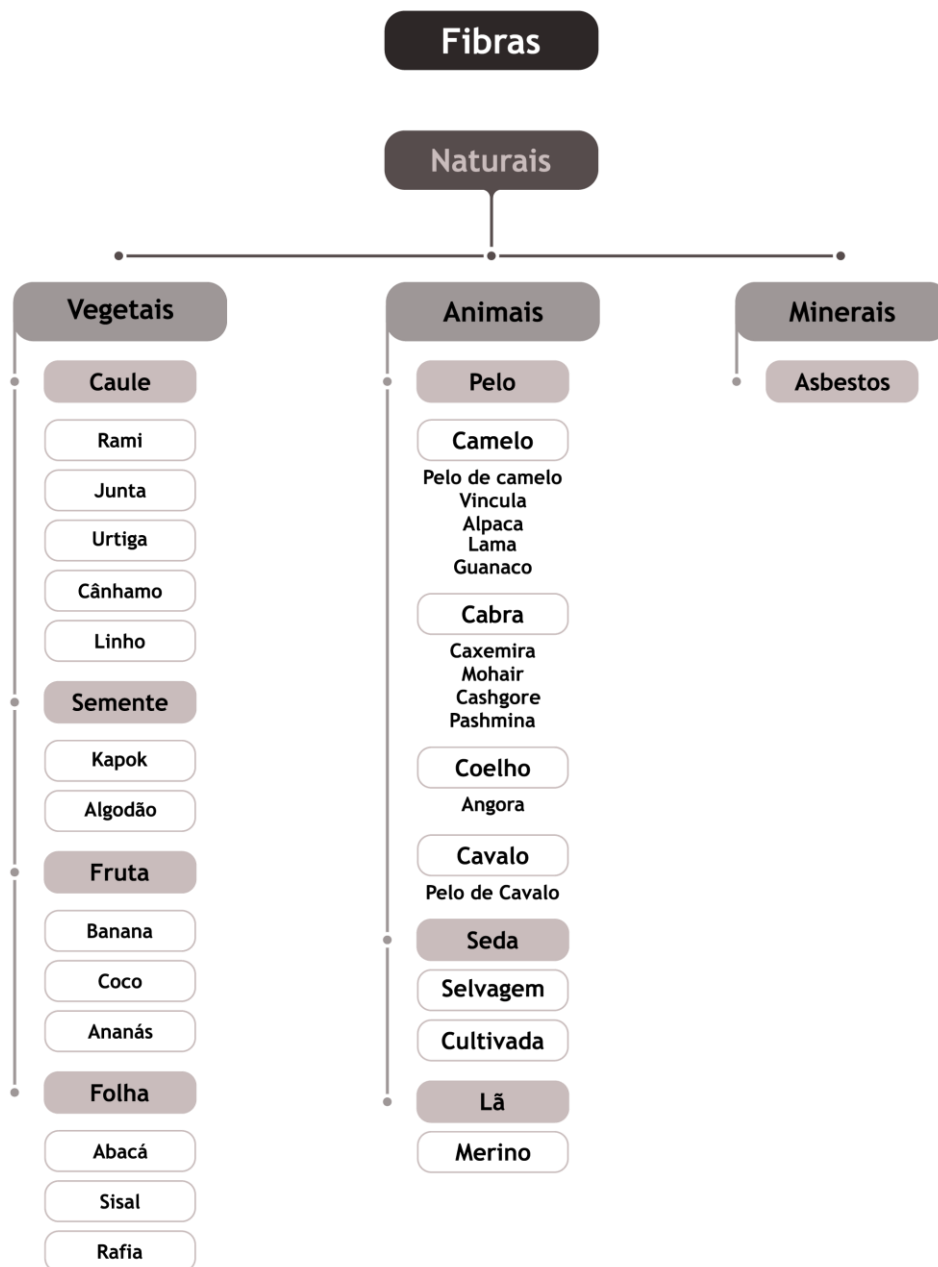 Fibras
Naturais
Vegetais
Caule
Rami
Junta
Urtiga
Cânhamo
Linho
Semente
Kapok
Algodão
Fruta
Banana
Coco
Ananás
Folha
Abacá
Sisal
Rafia
Animais
Pelo
Camelo
Pelo de camelo
Vincula
Alpaca
Lama
Guanaco
Cabra
Caxemira
Mohair
Cashgore
Pashmina
Coelho
Angora
Cavalo
Pelo de Cavalo
Seda
Selvagem
Cultivada
Lã
Merino
Minerais
Asbestos